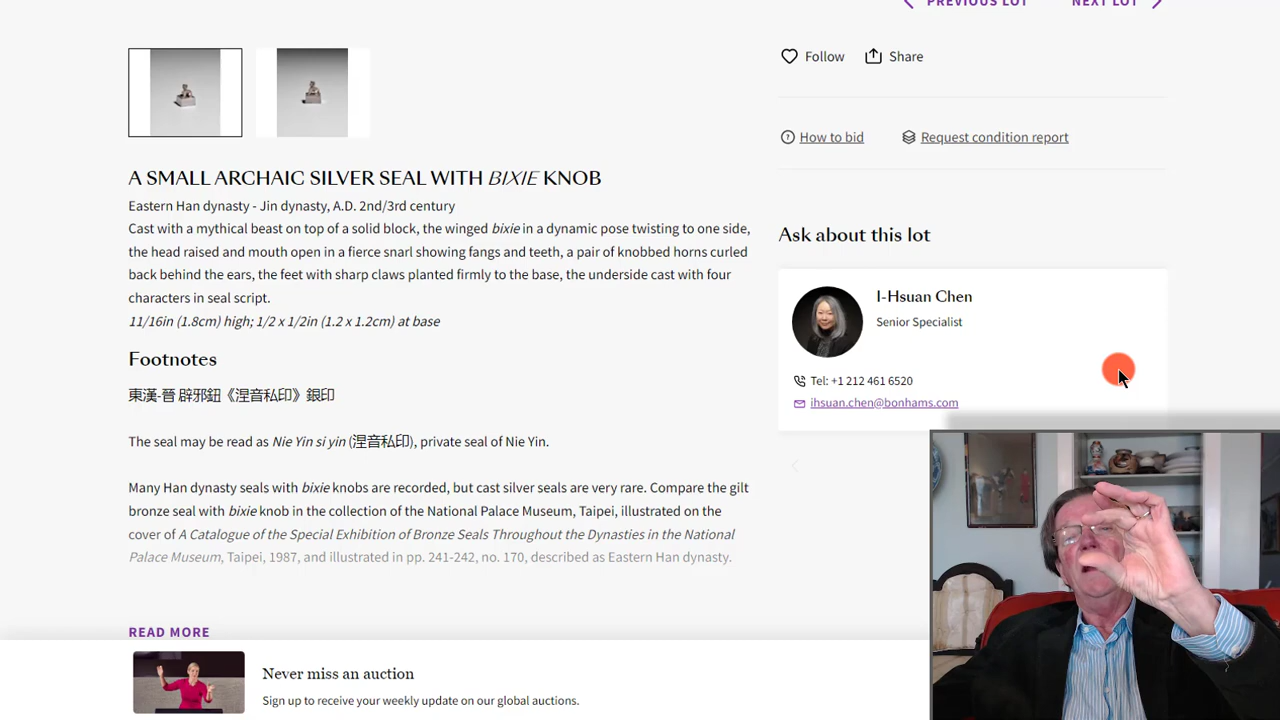 PREVIOUS LOT
NEXT LOT
Follow
Share
How to bid
Request condition report
A SMALL ARCHAIC SILVER SEAL WITH BIXIE KNOB
Eastern Han dynasty - Jin dynasty, A.D. 2nd/3rd century
Cast with a mythical beast on top of a solid block, the winged bixie in a dynamic pose twisting to one side,
the head raised and mouth open in a fierce snarl showing fangs and teeth, a pair of knobbed horns curled
back behind the ears, the feet with sharp claws planted firmly to the base, the underside cast with four
characters in seal script.
11/16in (1.8cm) high; 1/2 x 1/2in (1.2 x 1.2cm) at base
Footnotes
東漢-晉 辟邪鈕《涅音私印》銀印
The seal may be read as Nie Yin si yin (涅音私印), private seal of Nie Yin.
Many Han dynasty seals with bixie knobs are recorded, but cast silver seals are very rare. Compare the gilt
bronze seal with bixie knob in the collection of the National Palace Museum, Taipei, illustrated on the
cover of A Catalogue of the Special Exhibition of Bronze Seals Throughout the Dynasties in the National
Palace Museum, Taipei, 1987, and illustrated in pp. 241-242, no. 170, described as Eastern Han dynasty.
READ MORE
Ask about this lot
I-Hsuan Chen
Senior Specialist
Tel: +1 212 461 6520
ihsuan.chen@bonhams.com
Never miss an auction
Sign up to receive your weekly update on our global auctions.